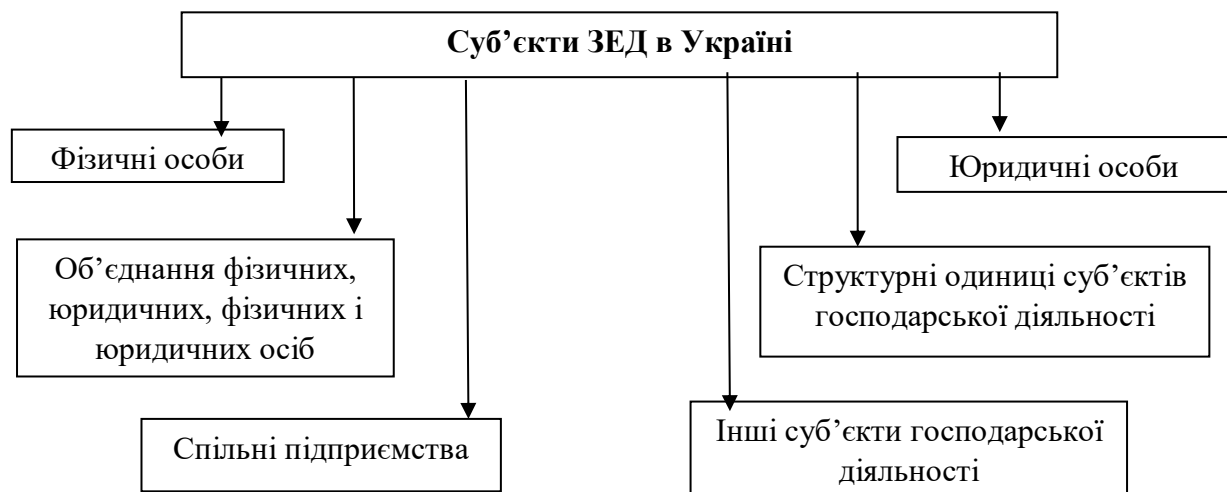 Суб’єкти ЗЕД в Україні
Фізичні особи
Юридичні особи
Об’єднання фізичних,
юридичних, фізичних і
юридичних осіб
Структурні одиниці суб’єктів
господарської діяльності
Спільні підприємства
Інші суб’єкти господарської
діяльності